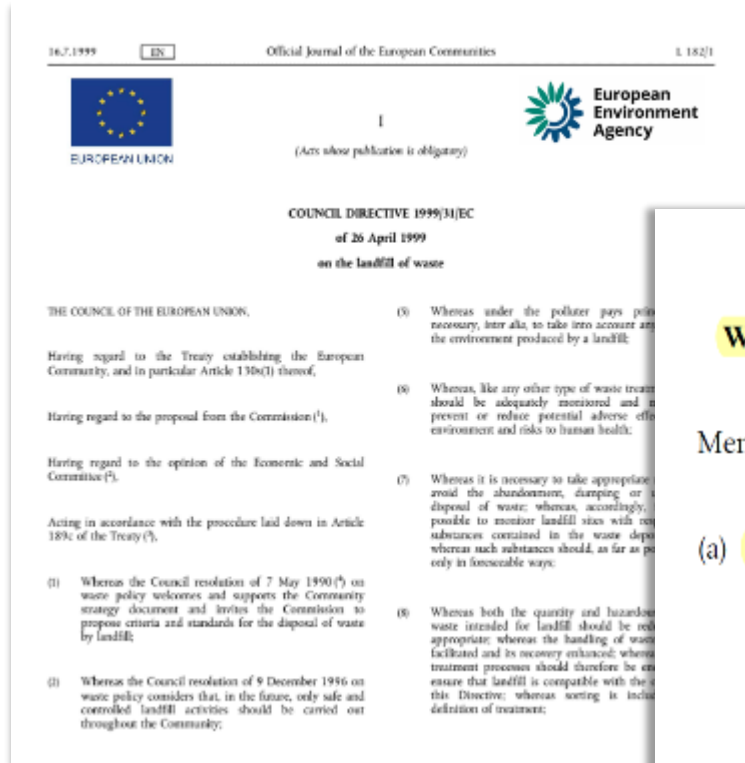 16.7.1999 EN Official Journal of the European Communities L 182/1
EUROPEAN UNION
I
(Acts whose publication is obligatory)
European
Environment
Agency
COUNCIL DIRECTIVE 1999/31/EC
of 26 April 1999
on the landfill of waste
THE COUNCIL OF THE EUROPEAN UNION,
Having regard to the Treaty establishing the European
Community, and in particular Article 130s(1) thereof,
Having regard to the proposal from the Commission (¹),
Having regard to the opinion of the Economic and Social
Committee (²),
Acting in accordance with the procedure laid down in Article
189c of the Treaty (³),
(1) Whereas the Council resolution of 7 May 1990 (⁴) on
waste policy welcomes and supports the Community
strategy document and invites the Commission to
propose criteria and standards for the disposal of waste
by landfill;
(2) Whereas the Council resolution of 9 December 1996 on
waste policy considers that, in the future, only safe and
controlled landfill activities should be carried out
throughout the Community;
(5) Whereas under the polluter pays prin
necessary, inter alia, to take into account any
the environment produced by a landfill;
(6) Whereas, like any other type of waste treatm
should be adequately monitored and m
prevent or reduce potential adverse effe
environment and risks to human health;
(7) Whereas it is necessary to take appropriate
avoid the abandonment, dumping or
disposal of waste; whereas, accordingly,
possible to monitor landfill sites with res
substances contained in the waste depo
whereas such substances should, as far as po
only in foreseeable ways;
(8) Whereas both the quantity and hazardou
waste intended for landfill should be red
appropriate; whereas the handling of waste
facilitated and its recovery enhanced; wherea
treatment processes should therefore be en
ensure that landfill is compatible with the
this Directive; whereas sorting is includ
definition of treatment;
W
Mem
(a)